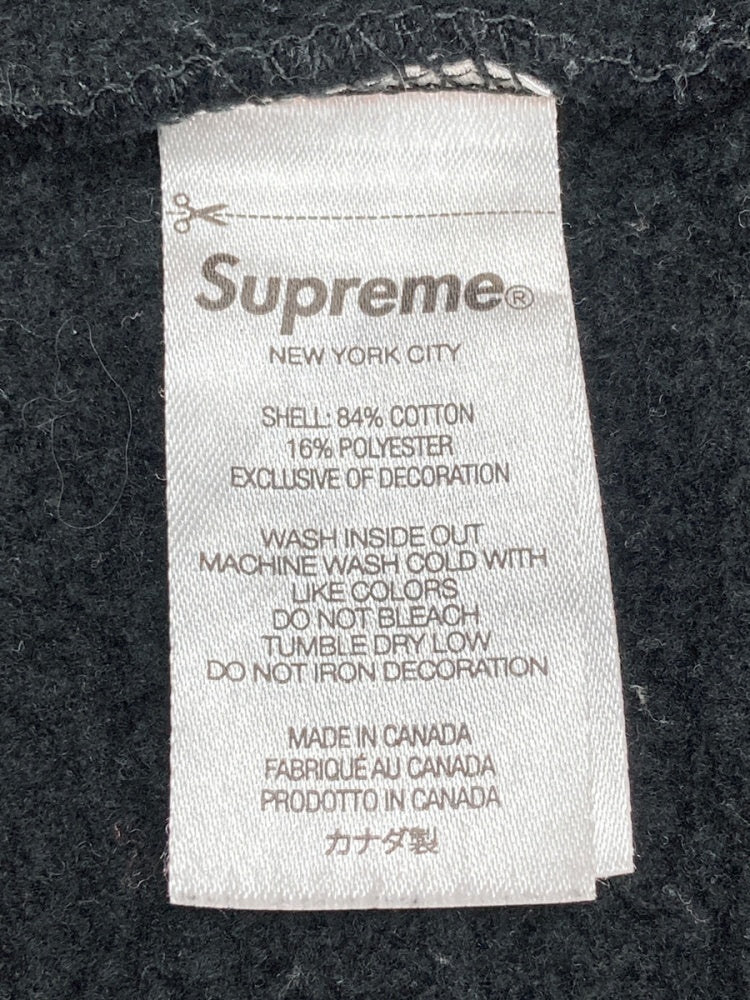 Supreme®
NEW YORK CITY
SHELL: 84% COTTON
16% POLYESTER
EXCLUSIVE OF DECORATION
WASH INSIDE OUT
MACHINE WASH COLD WITH
LIKE COLORS
DO NOT BLEACH
TUMBLE DRY LOW
DO NOT IRON DECORATION
MADE IN CANADA
FABRIQUÉ AU CANADA
PRODOTTO IN CANADA
カナダ製